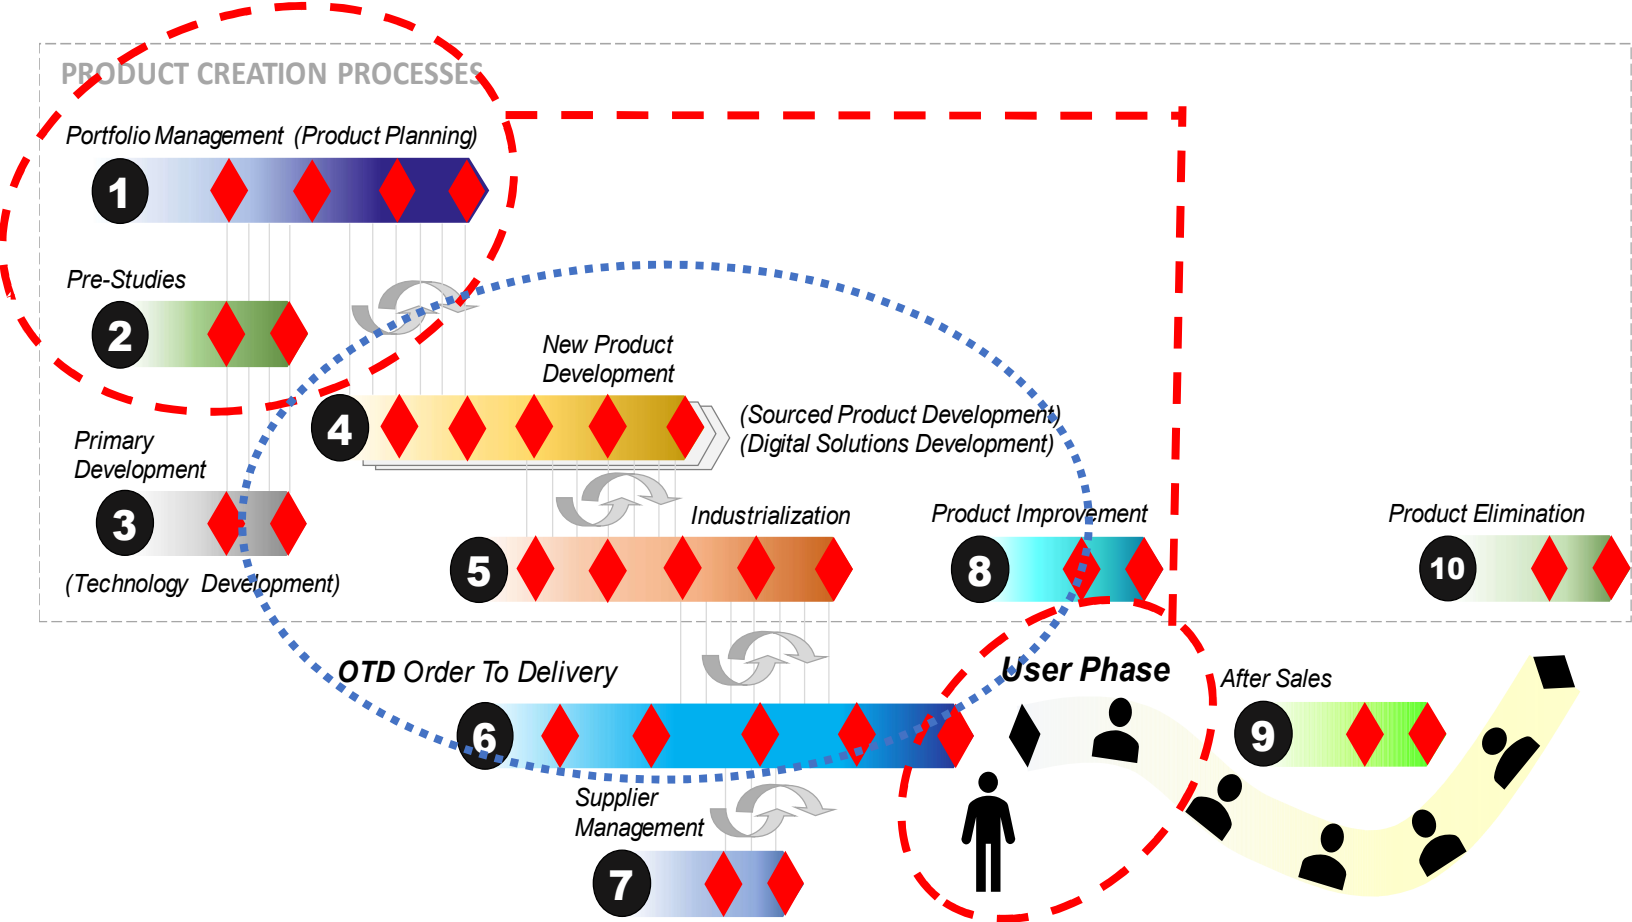 PRODUCT CREATION PROCESSES
Portfolio Management (Product Planning)
1
Pre-Studies
2
New Product
Development
4
(Sourced Product Development)
(Digital Solutions Development)
Primary
Development
3
(Technology Development)
Industrialization
5
Product Improvement
8
Product Elimination
10
OTD Order To Delivery
6
User Phase
After Sales
9
Supplier
Management
7